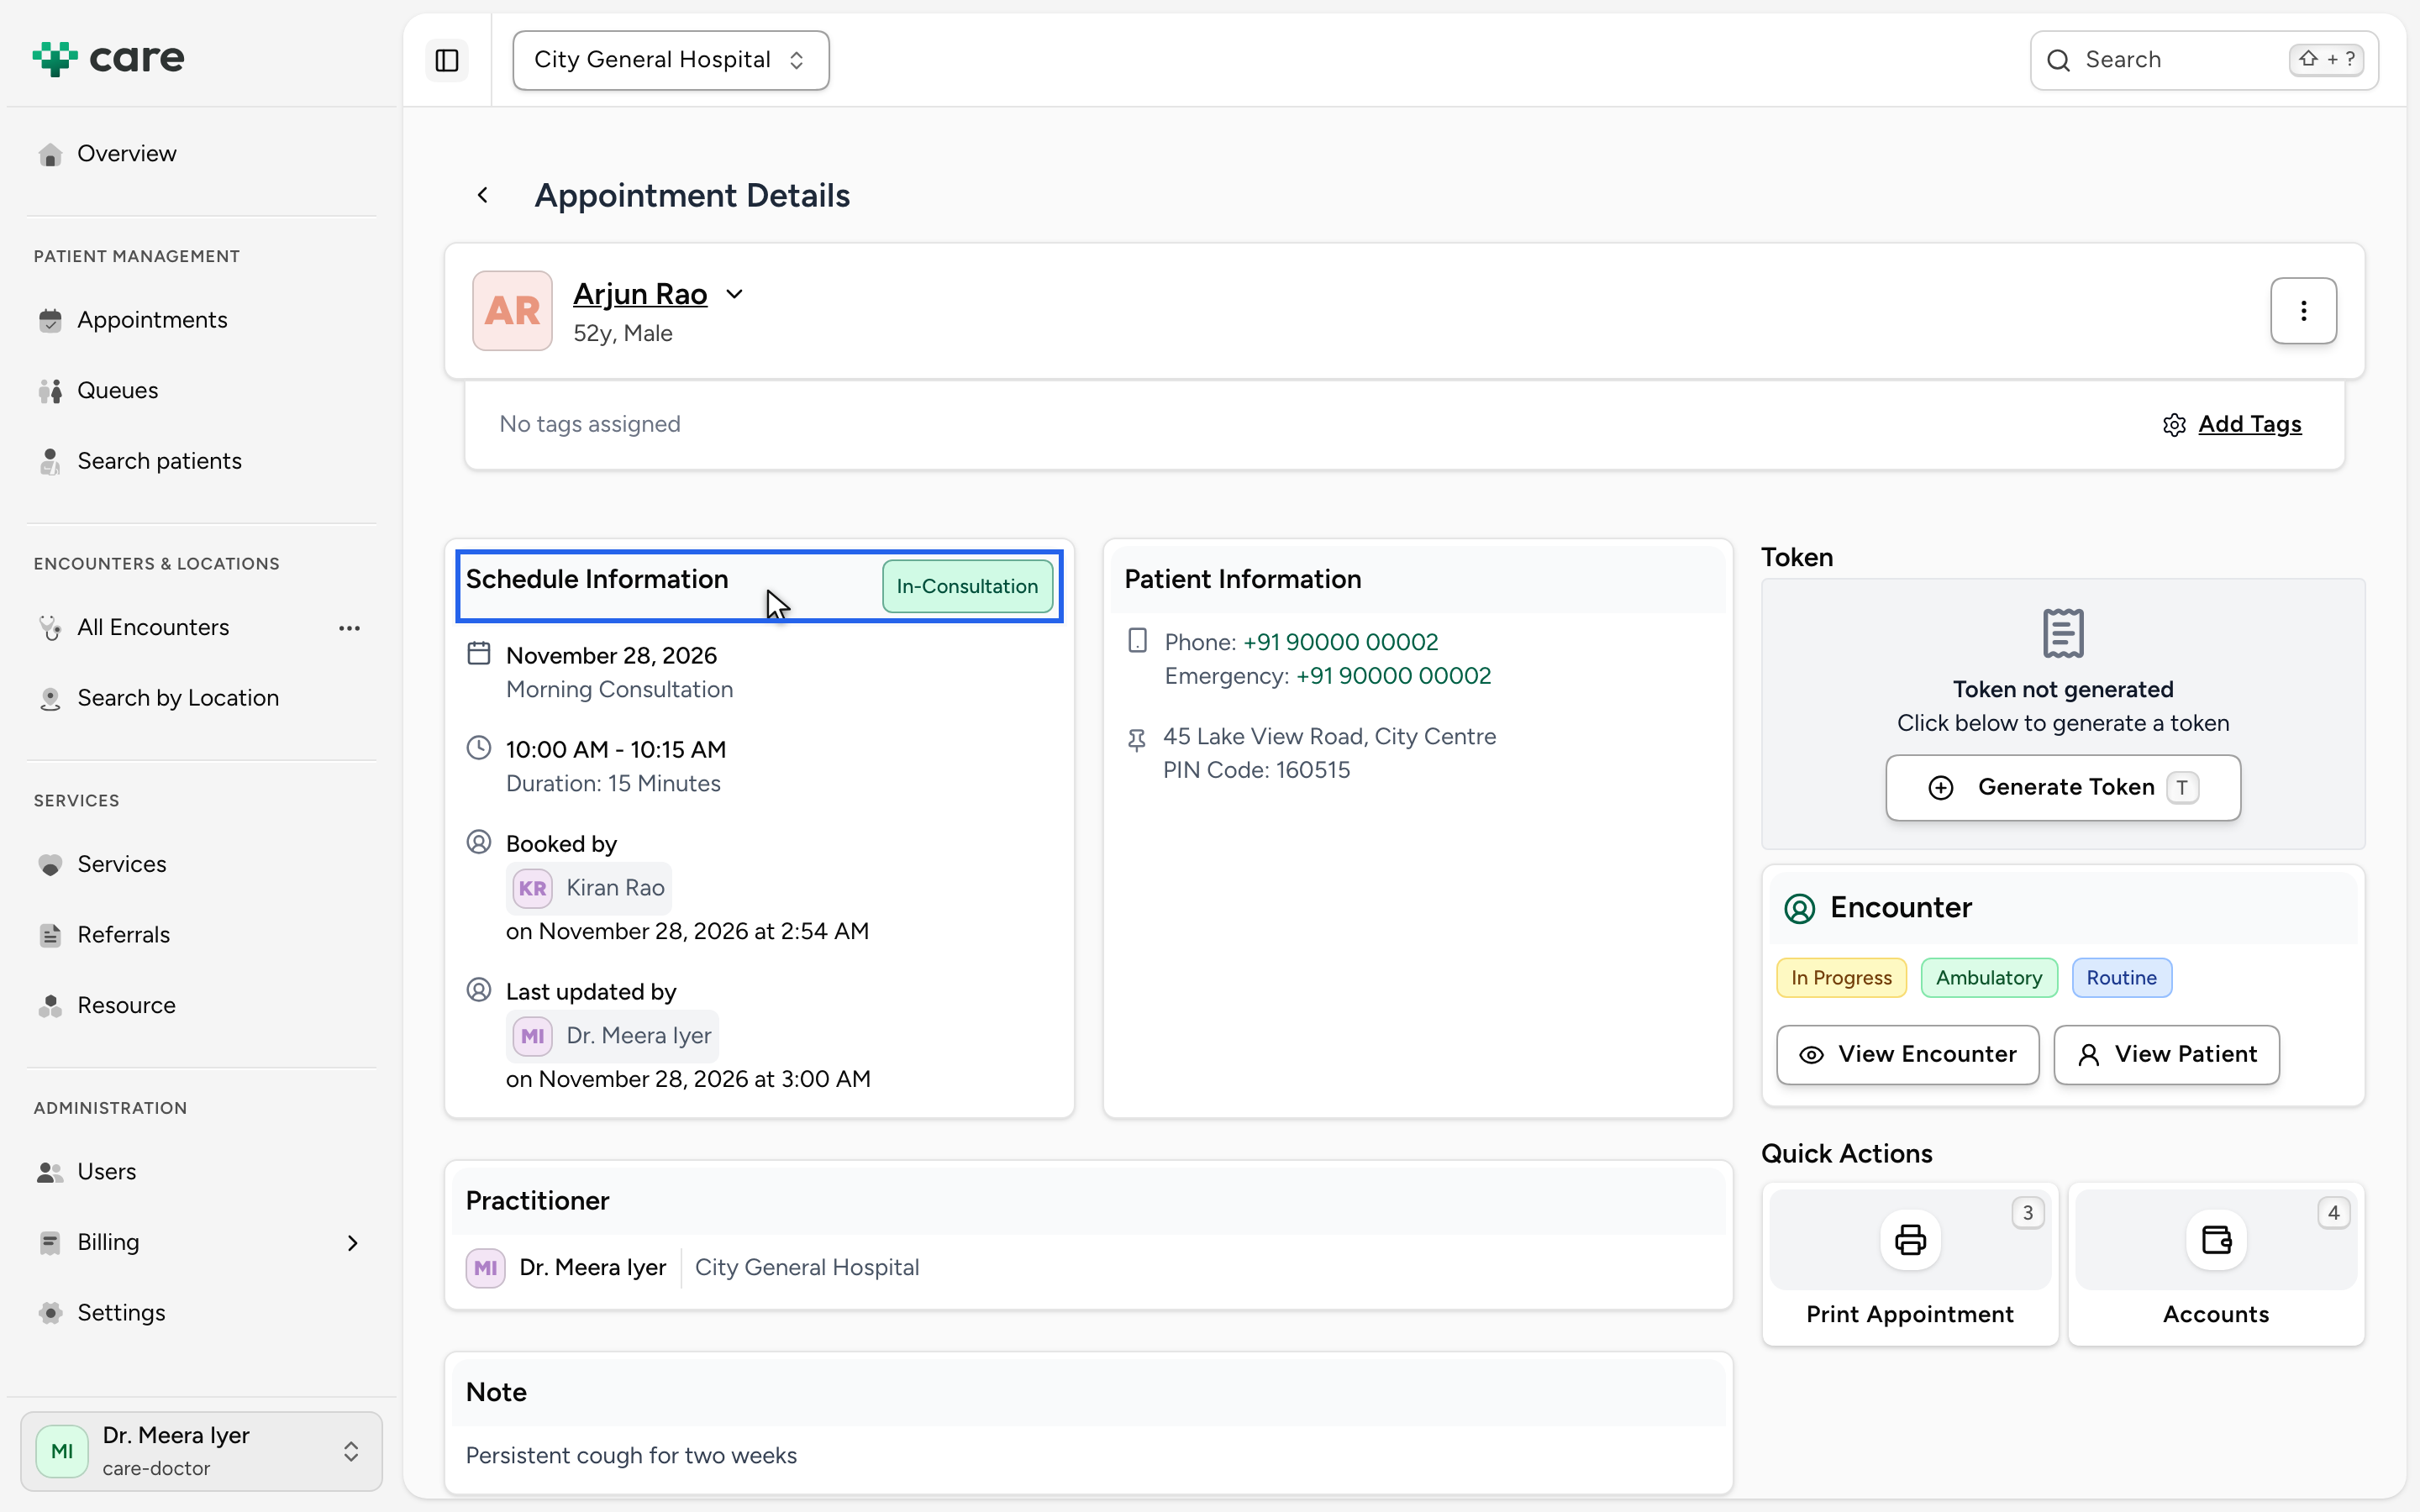 care
City General Hospital
Search
+ ?
Overview
PATIENT MANAGEMENT
Appointments
Queues
Search patients
ENCOUNTERS & LOCATIONS
All Encounters
Search by Location
SERVICES
Services
Referrals
Resource
ADMINISTRATION
Users
Billing
Settings
MI
Dr. Meera Iyer
care-doctor
Appointment Details
AR
Arjun Rao
52y, Male
No tags assigned
Add Tags
Schedule Information
In-Consultation
November 28, 2026
Morning Consultation
10:00 AM - 10:15 AM
Duration: 15 Minutes
Booked by
KR Kiran Rao
on November 28, 2026 at 2:54 AM
Last updated by
MI Dr. Meera Iyer
on November 28, 2026 at 3:00 AM
Patient Information
Phone: +91 90000 00002
Emergency: +91 90000 00002
45 Lake View Road, City Centre
PIN Code: 160515
Practitioner
MI Dr. Meera Iyer City General Hospital
Note
Persistent cough for two weeks
Token
Token not generated
Click below to generate a token
Generate Token T
Encounter
In Progress Ambulatory Routine
View Encounter View Patient
Quick Actions
3
Print Appointment
4
Accounts